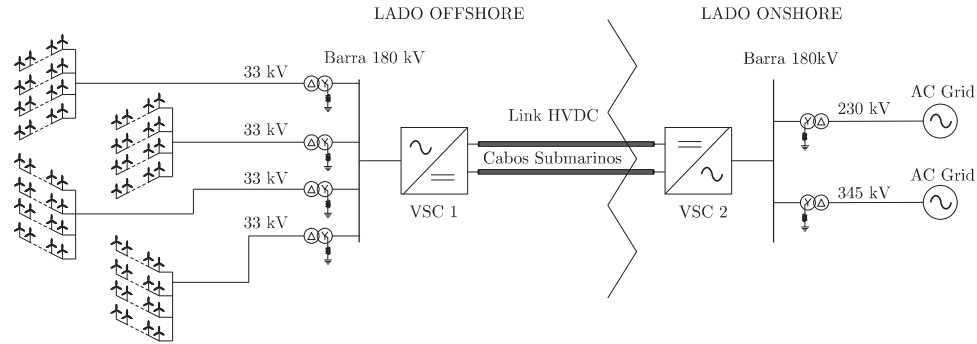 LADO OFFSHORE
LADO ONSHORE
Barra 180 kV
Barra 180kV
33 kV
33 kV
33 kV
33 kV
Link HVDC
Cabos Submarinos
VSC 1
VSC 2
230 kV
AC Grid
345 kV
AC Grid